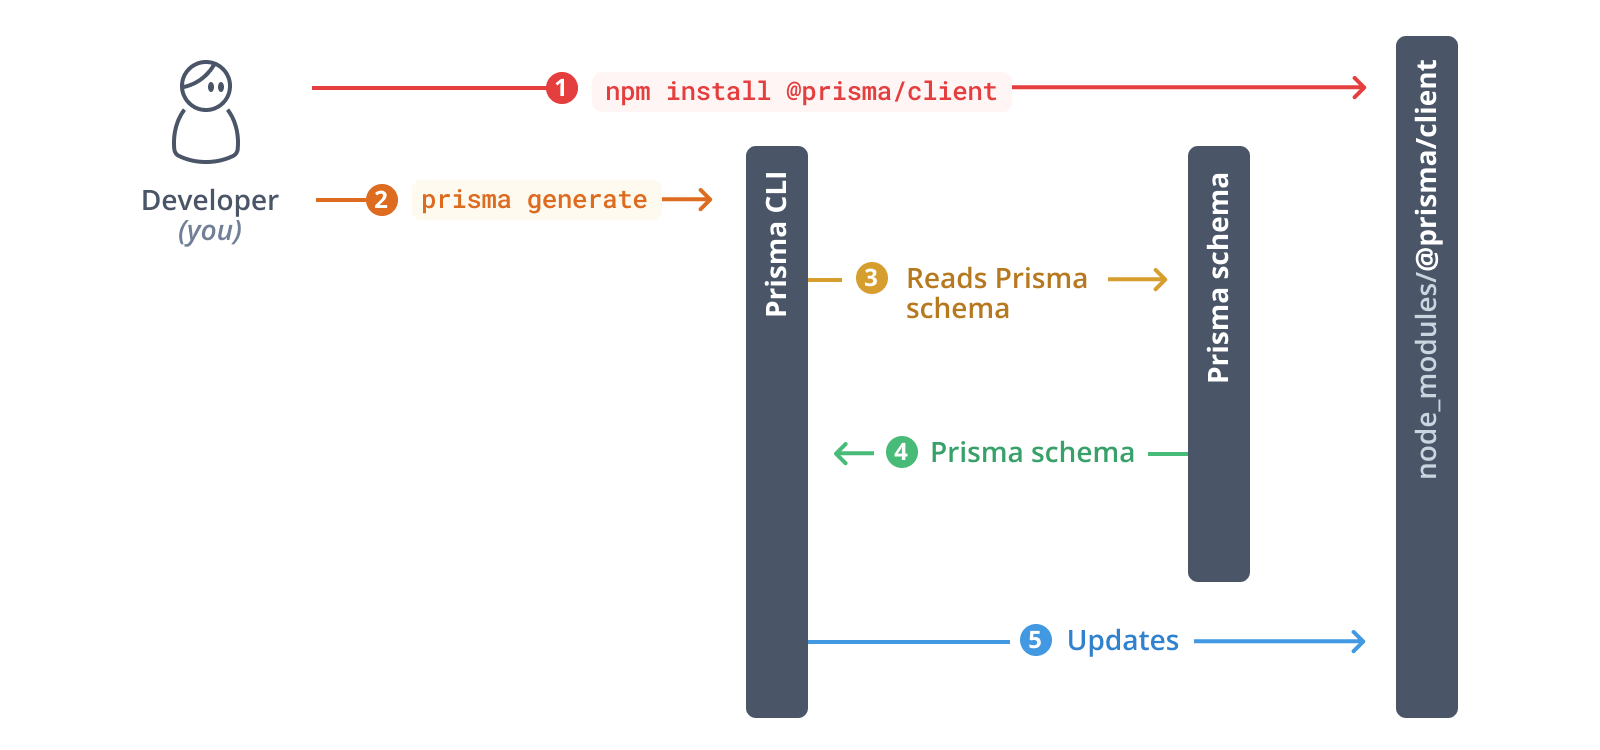 1 npm install @prisma/client
Developer
(you)
2 prisma generate
Prisma CLI
3 Reads Prisma
schema
Prisma schema
4 Prisma schema
5 Updates
node_modules/@prisma/client